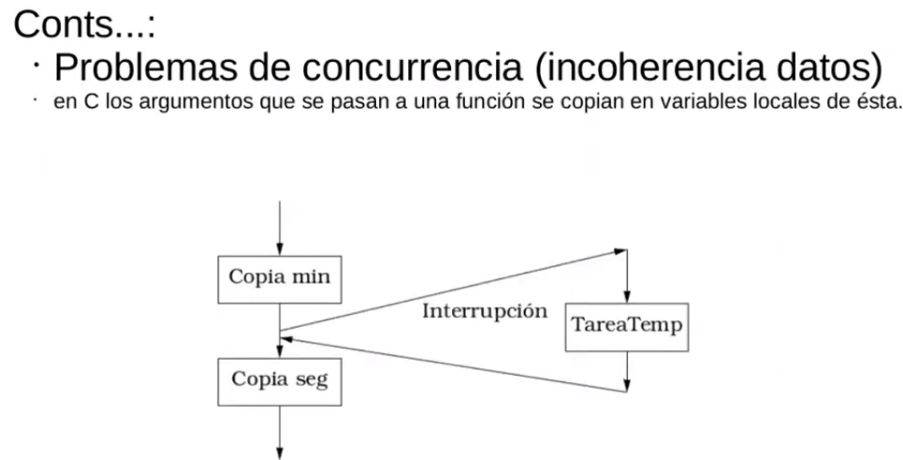 Conts...:
· Problemas de concurrencia (incoherencia datos)
· en C los argumentos que se pasan a una función se copian en variables locales de ésta.
Copia min
Interrupción
TareaTemp
Copia seg